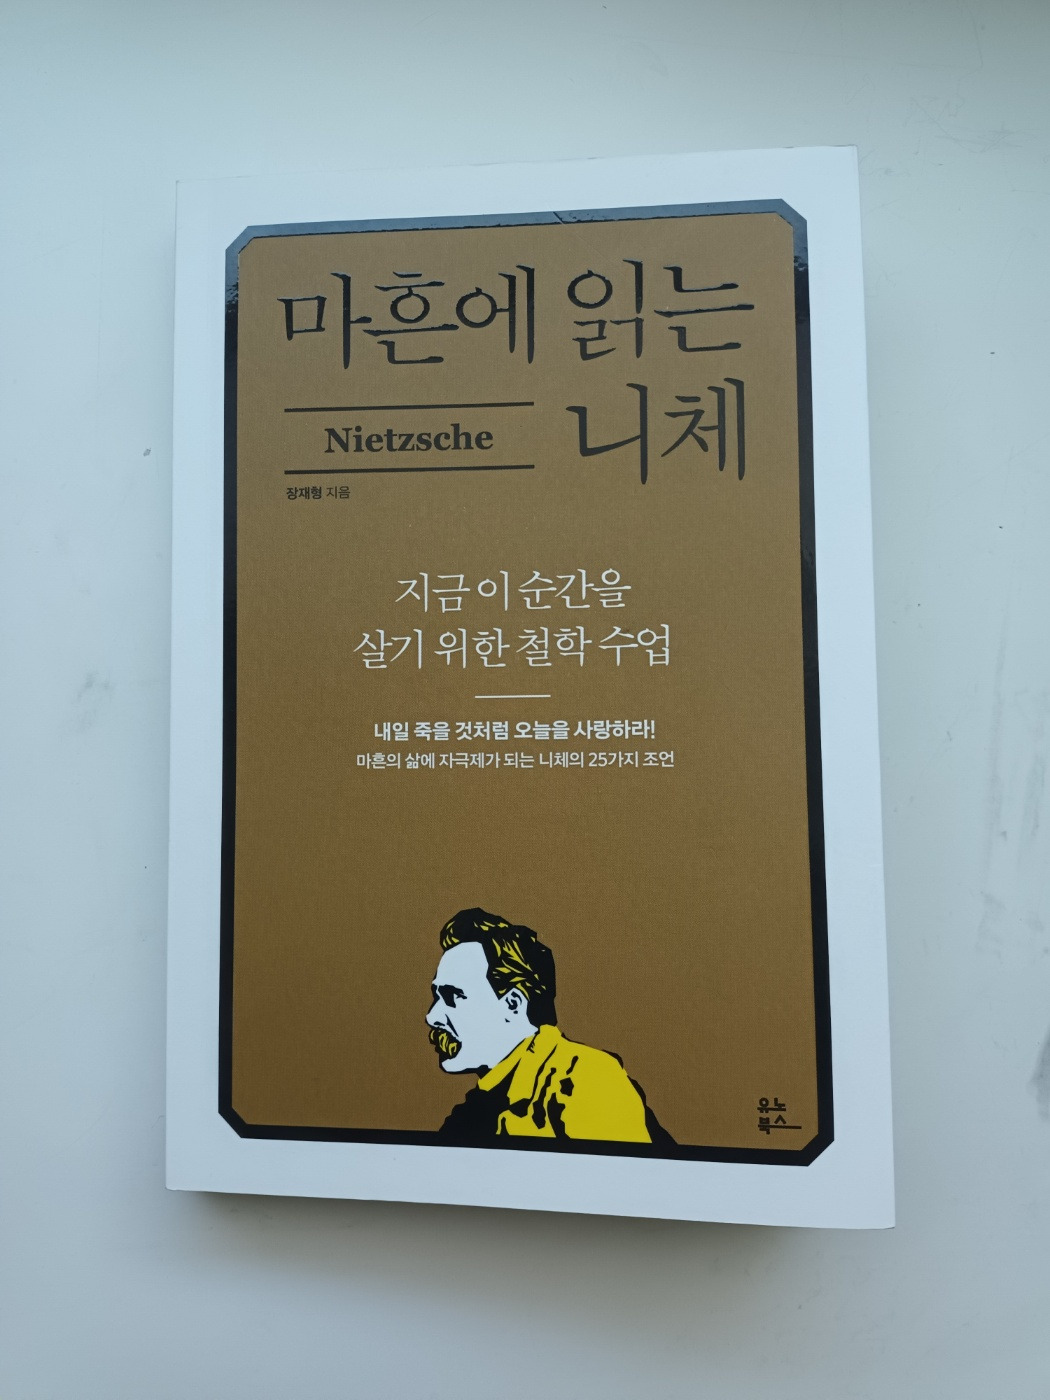 마흔에 읽는
니체
Nietzsche
장재형 지음
지금 이 순간을
살기 위한 철학 수업
내일 죽을 것처럼 오늘을 사랑하라!
마흔의 삶에 자극제가 되는 니체의 25가지 조언
유노
북스